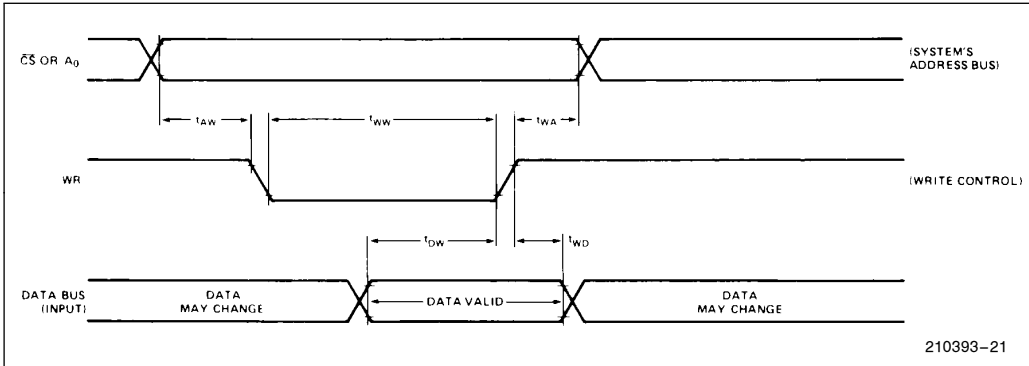 C̅S̅ OR A₀
(SYSTEM'S
ADDRESS BUS)
tAW
tWW
tWA
WR
(WRITE CONTROL)
tDW
tWD
DATA BUS
(INPUT)
DATA
MAY CHANGE
DATA VALID
DATA
MAY CHANGE
210393–21